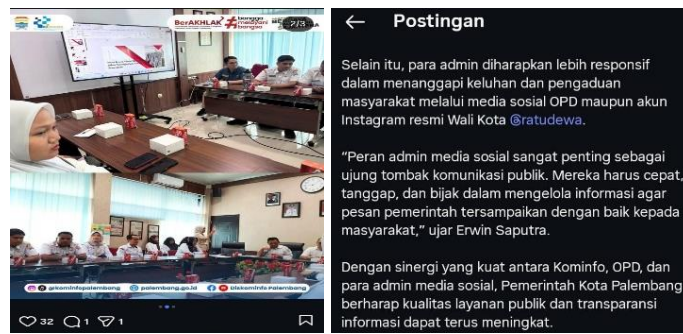 BerAKHLAK
#bangga
melayani
bangsa
2/3
@kominfopalembang
palembang.go.id
Diskominfo Palembang
32
1
1
Postingan
Selain itu, para admin diharapkan lebih responsif
dalam menanggapi keluhan dan pengaduan
masyarakat melalui media sosial OPD maupun akun
Instagram resmi Wali Kota @ratudewa.
“Peran admin media sosial sangat penting sebagai
ujung tombak komunikasi publik. Mereka harus cepat,
tanggap, dan bijak dalam mengelola informasi agar
pesan pemerintah tersampaikan dengan baik kepada
masyarakat,” ujar Erwin Saputra.
Dengan sinergi yang kuat antara Kominfo, OPD, dan
para admin media sosial, Pemerintah Kota Palembang
berharap kualitas layanan publik dan transparansi
informasi dapat terus meningkat.